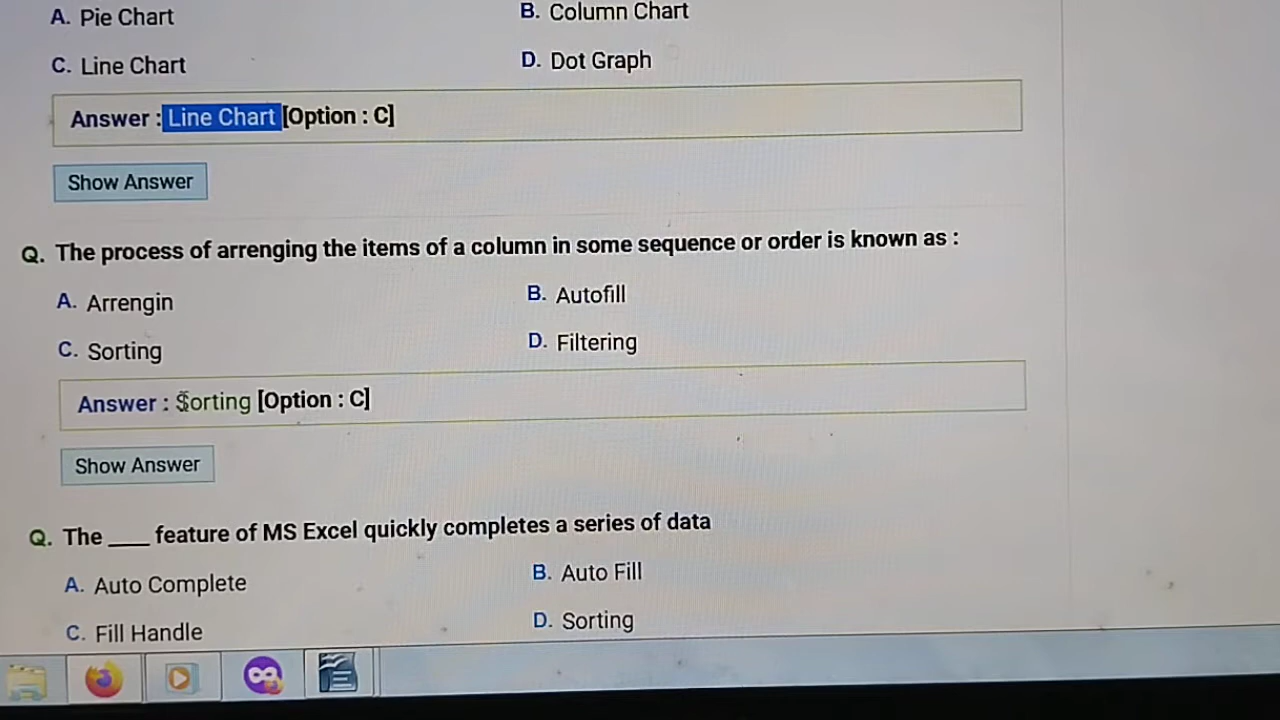 A. Pie Chart B. Column Chart
C. Line Chart D. Dot Graph
Answer : Line Chart [Option : C]
Show Answer
Q. The process of arrenging the items of a column in some sequence or order is known as :
A. Arrengin B. Autofill
C. Sorting D. Filtering
Answer : Sorting [Option : C]
Show Answer
Q. The ____ feature of MS Excel quickly completes a series of data
A. Auto Complete B. Auto Fill
C. Fill Handle D. Sorting